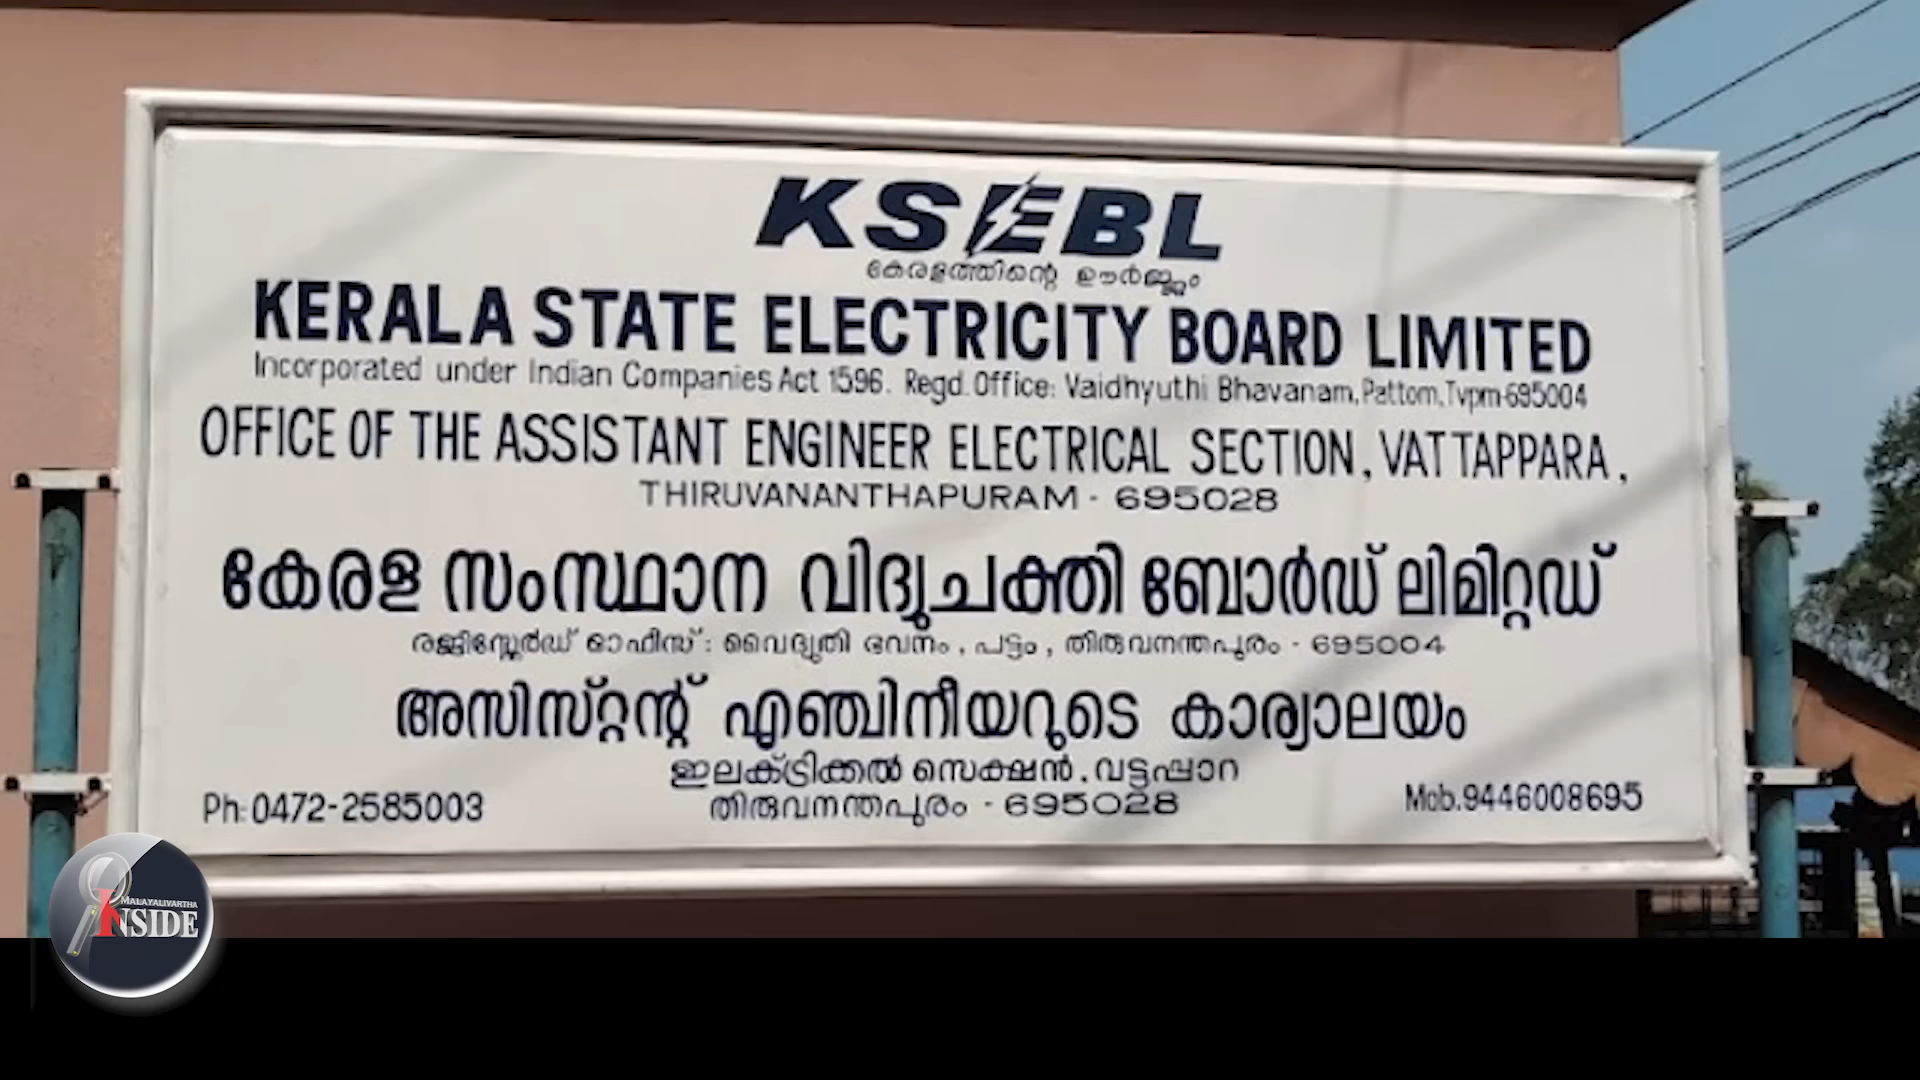 KSEBL
കേരളത്തിന്റെ ഊർജ്ജം
KERALA STATE ELECTRICITY BOARD LIMITED
Incorporated under Indian Companies Act 1596. Regd. Office: Vaidhyuthi Bhavanam, Pattom, Tvpm-695004
OFFICE OF THE ASSISTANT ENGINEER ELECTRICAL SECTION, VATTAPPARA,
THIRUVANANTHAPURAM - 695028
കേരള സംസ്ഥാന വിദ്യുച്ചക്തി ബോർഡ് ലിമിറ്റഡ്
രജിസ്ട്രേർഡ് ഓഫീസ് : വൈദ്യുതി ഭവനം, പട്ടം, തിരുവനന്തപുരം - 695004
അസിസ്റ്റന്റ് എഞ്ചിനീയറുടെ കാര്യാലയം
ഇലക്ട്രിക്കൽ സെക്ഷൻ. വട്ടപ്പാറ
തിരുവനന്തപുരം - 695028
Ph: 0472-2585003
Mob. 9446008695
MALAYALIVARTHA
INSIDE